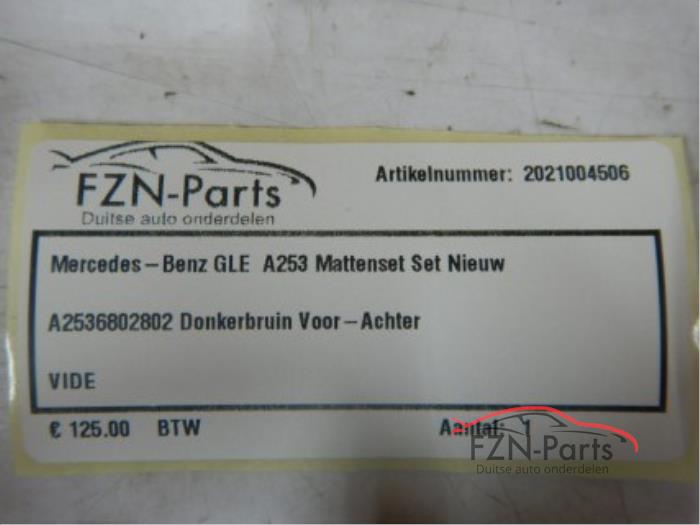 FZN-Parts
Duitse auto onderdelen
Artikelnummer: 2021004506
Mercedes-Benz GLE A253 Mattenset Set Nieuw
A2536802802 Donkerbruin Voor-Achter
VIDE
€ 125.00 BTW
Aantal: 1
FZN-Parts
Duitse auto onderdelen